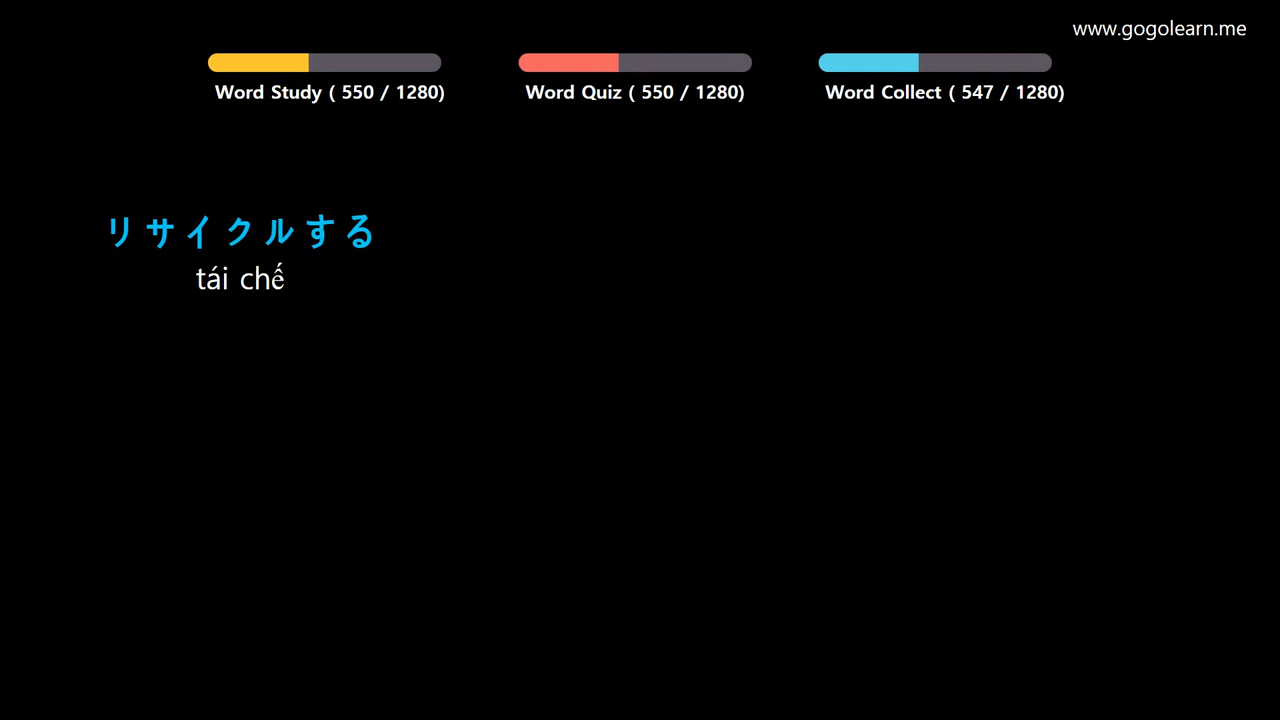 www.gogolearn.me
Word Study ( 550 / 1280)
Word Quiz ( 550 / 1280)
Word Collect ( 547 / 1280)
リサイクルする
tái chế